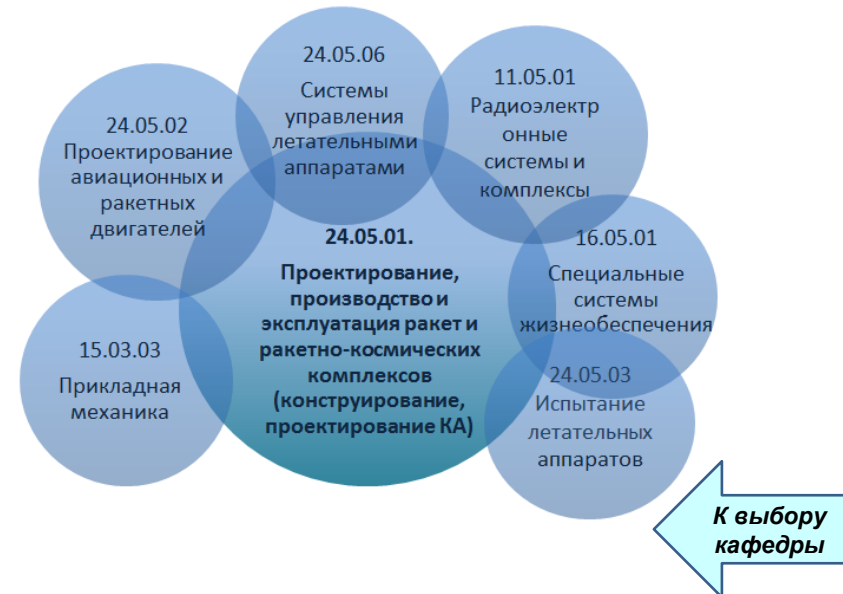 24.05.06
Системы
управления
летательными
аппаратами
11.05.01
Радиоэлектр
онные
системы и
комплексы
24.05.02
Проектирование
авиационных и
ракетных
двигателей
24.05.01.
Проектирование,
производство и
эксплуатация ракет и
ракетно-космических
комплексов
(конструирование,
проектирование КА)
16.05.01
Специальные
системы
жизнеобеспечения
15.03.03
Прикладная
механика
24.05.03
Испытание
летательных
аппаратов
К выбору
кафедры